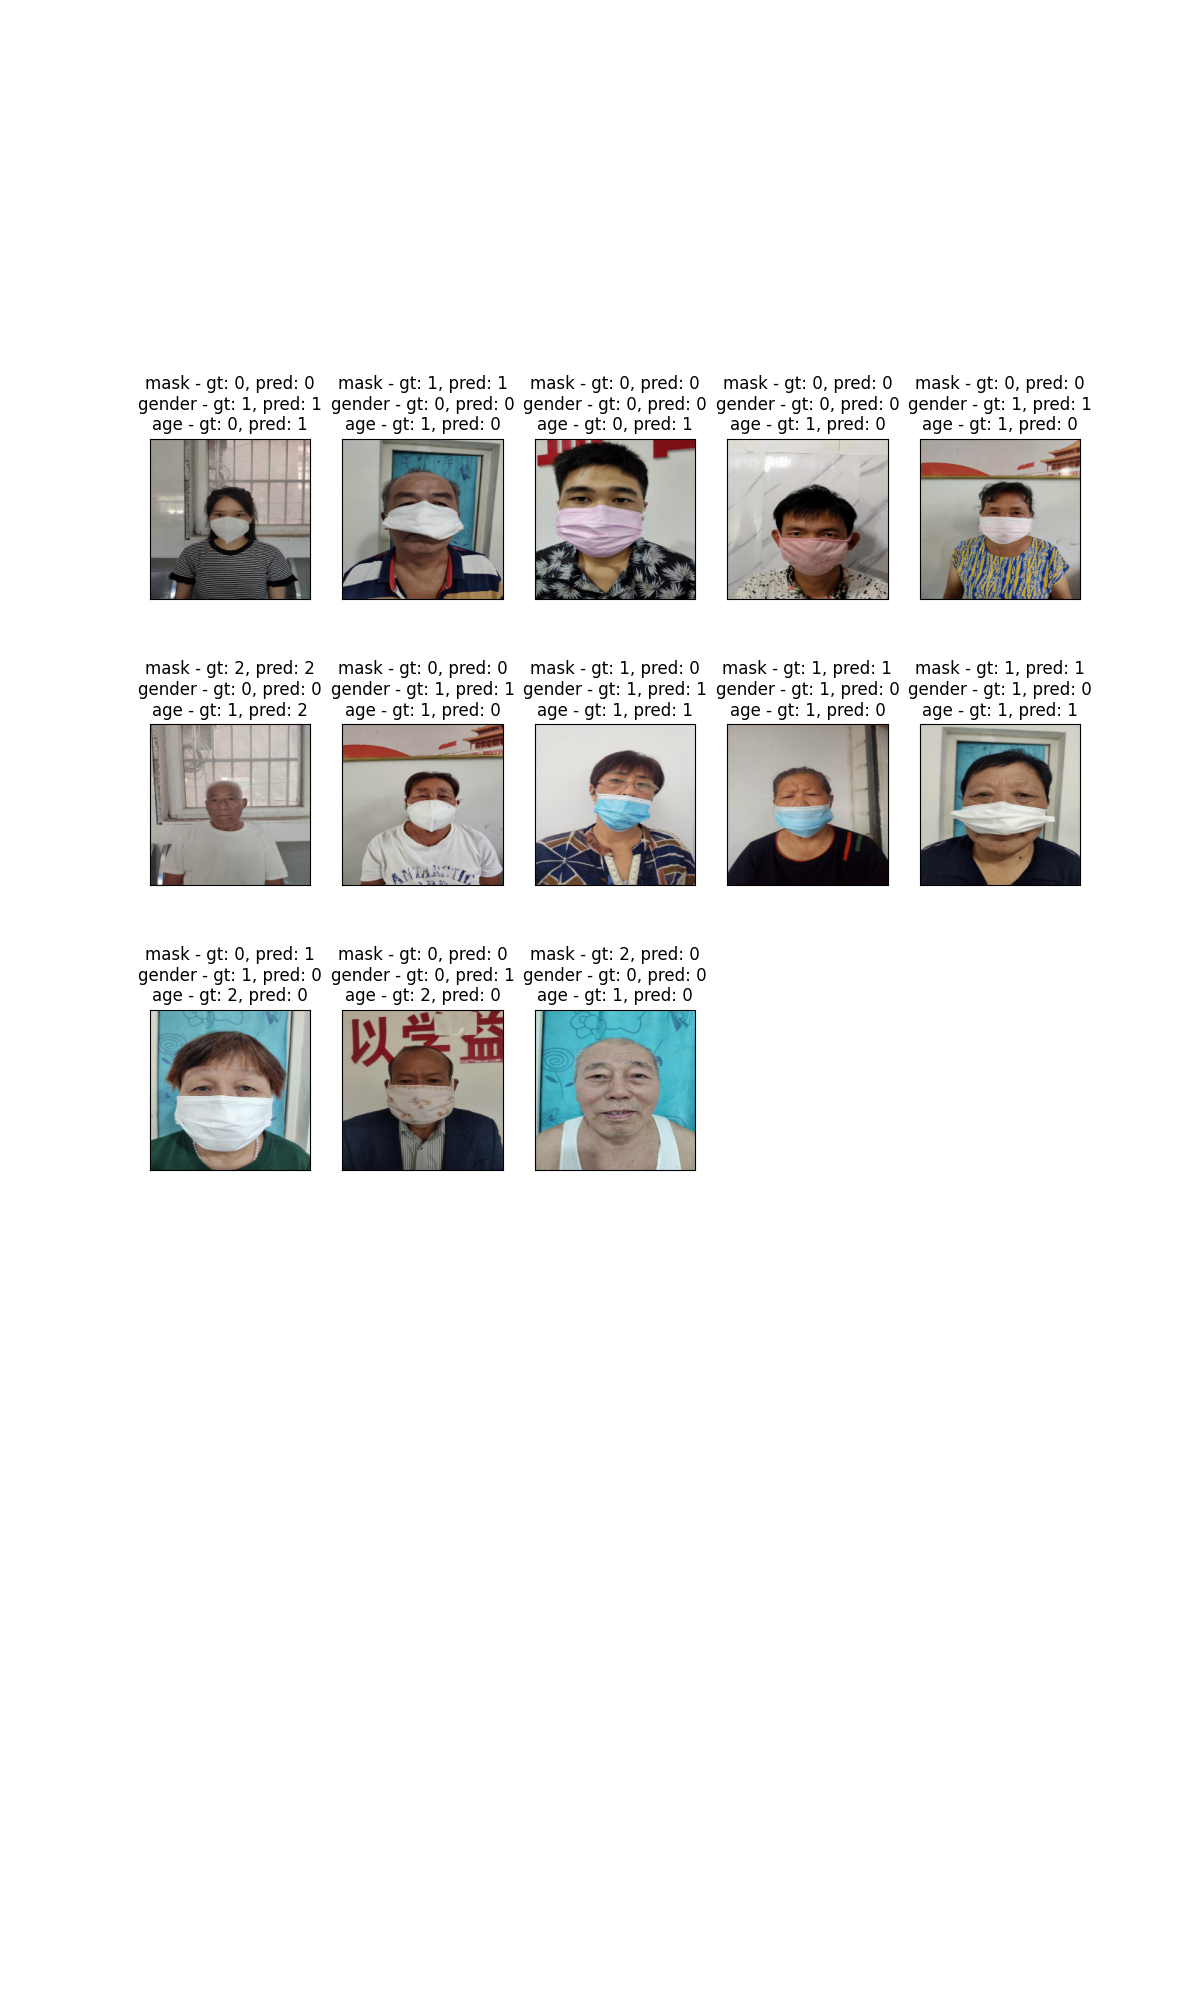 mask - gt: 0, pred: 0
gender - gt: 1, pred: 1
age - gt: 0, pred: 1
mask - gt: 1, pred: 1
gender - gt: 0, pred: 0
age - gt: 1, pred: 0
mask - gt: 0, pred: 0
gender - gt: 0, pred: 0
age - gt: 0, pred: 1
mask - gt: 0, pred: 0
gender - gt: 0, pred: 0
age - gt: 1, pred: 0
mask - gt: 0, pred: 0
gender - gt: 1, pred: 1
age - gt: 1, pred: 0
mask - gt: 2, pred: 2
gender - gt: 0, pred: 0
age - gt: 1, pred: 2
mask - gt: 0, pred: 0
gender - gt: 1, pred: 1
age - gt: 1, pred: 0
mask - gt: 1, pred: 0
gender - gt: 1, pred: 1
age - gt: 1, pred: 1
mask - gt: 1, pred: 1
gender - gt: 1, pred: 0
age - gt: 1, pred: 0
mask - gt: 1, pred: 1
gender - gt: 1, pred: 0
age - gt: 1, pred: 1
mask - gt: 0, pred: 1
gender - gt: 1, pred: 0
age - gt: 2, pred: 0
mask - gt: 0, pred: 0
gender - gt: 0, pred: 1
age - gt: 2, pred: 0
以学益
mask - gt: 2, pred: 0
gender - gt: 0, pred: 0
age - gt: 1, pred: 0